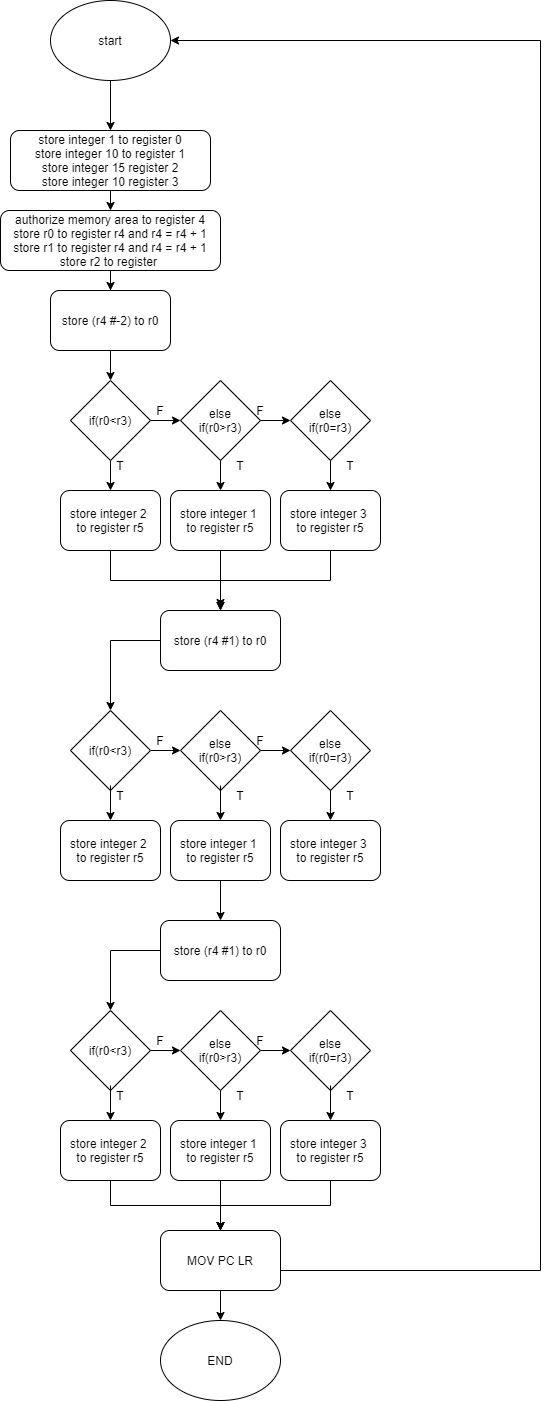 start
store integer 1 to register 0
store integer 10 to register 1
store integer 15 register 2
store integer 10 register 3
authorize memory area to register 4
store r0 to register r4 and r4 = r4 + 1
store r1 to register r4 and r4 = r4 + 1
store r2 to register
store (r4 #-2) to r0
if(r0<r3)
F
else
if(r0>r3)
F
else
if(r0=r3)
T
T
T
store integer 2
to register r5
store integer 1
to register r5
store integer 3
to register r5
store (r4 #1) to r0
if(r0<r3)
F
else
if(r0>r3)
F
else
if(r0=r3)
T
T
T
store integer 2
to register r5
store integer 1
to register r5
store integer 3
to register r5
store (r4 #1) to r0
if(r0<r3)
F
else
if(r0>r3)
F
else
if(r0=r3)
T
T
T
store integer 2
to register r5
store integer 1
to register r5
store integer 3
to register r5
MOV PC LR
END